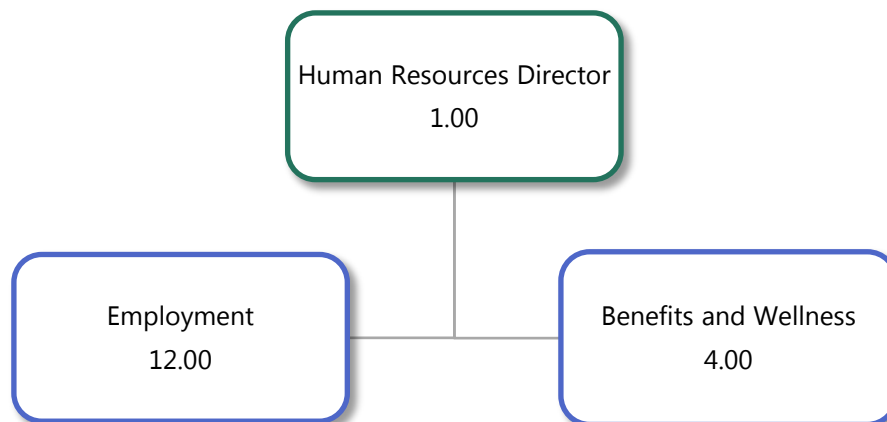 Human Resources Director
1.00
Employment
12.00
Benefits and Wellness
4.00